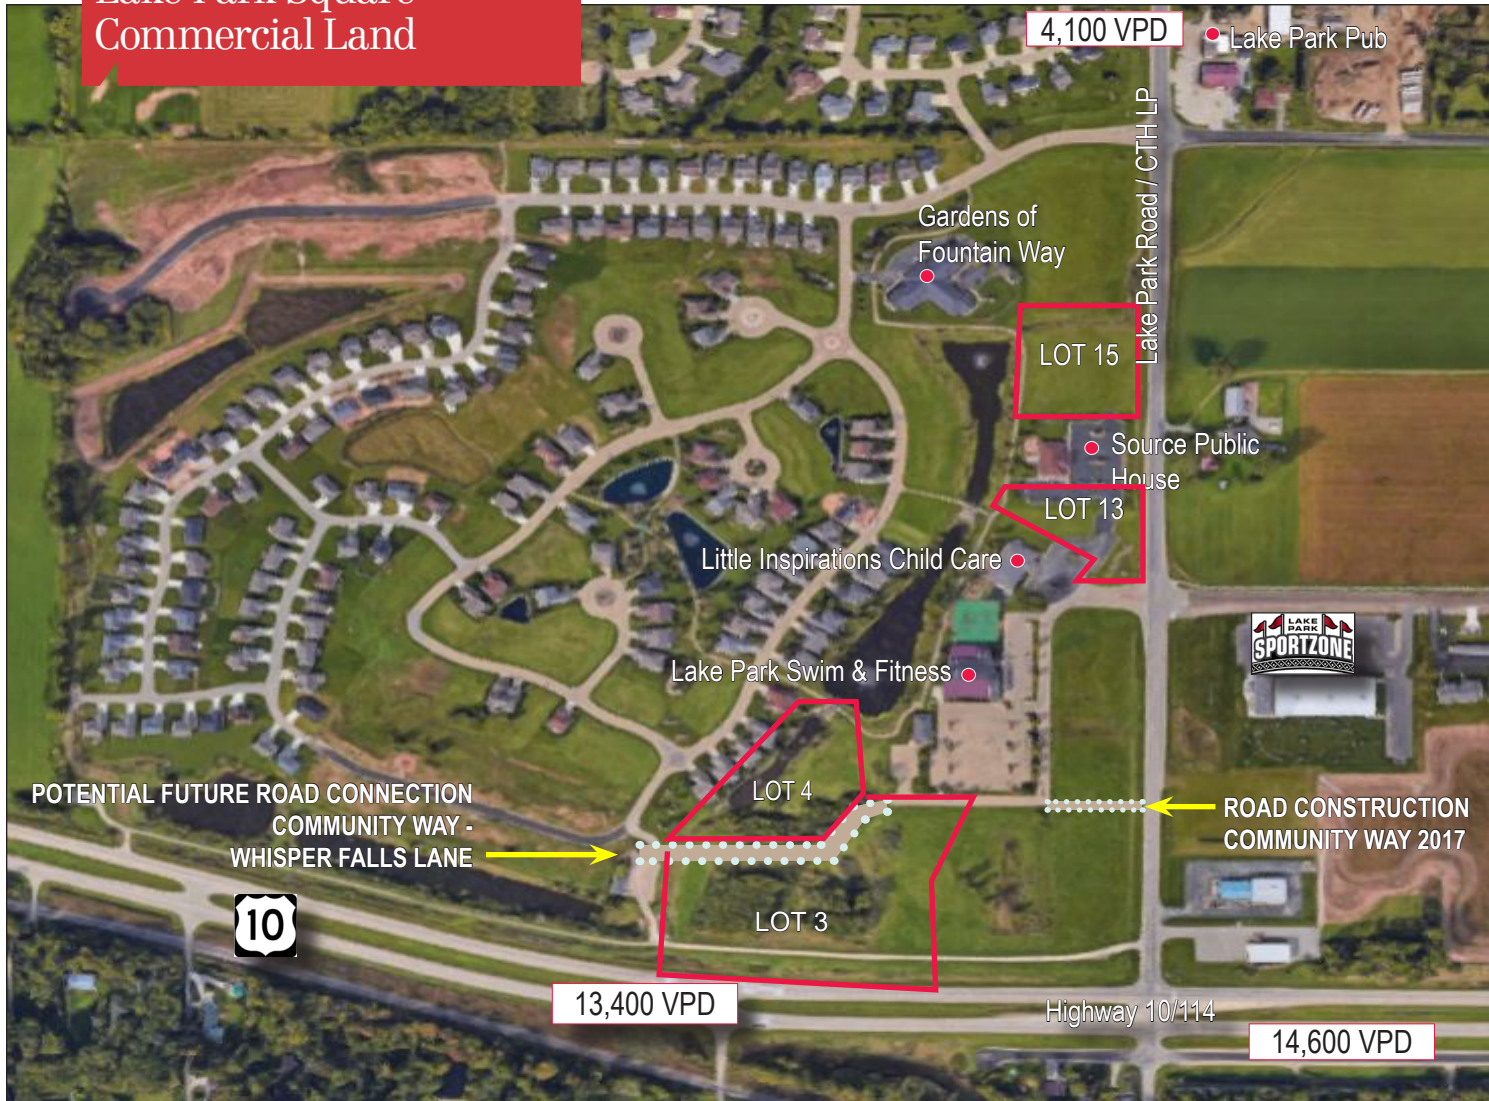 Lake Park Square
Commercial Land
4,100 VPD
Lake Park Pub
Lake Park Road / CTH LP
Gardens of
Fountain Way
LOT 15
Source Public
House
LOT 13
Little Inspirations Child Care
LAKE
PARK
SPORTZONE
Lake Park Swim & Fitness
LOT 4
POTENTIAL FUTURE ROAD CONNECTION
COMMUNITY WAY -
WHISPER FALLS LANE
ROAD CONSTRUCTION
COMMUNITY WAY 2017
10
LOT 3
13,400 VPD
Highway 10/114
14,600 VPD